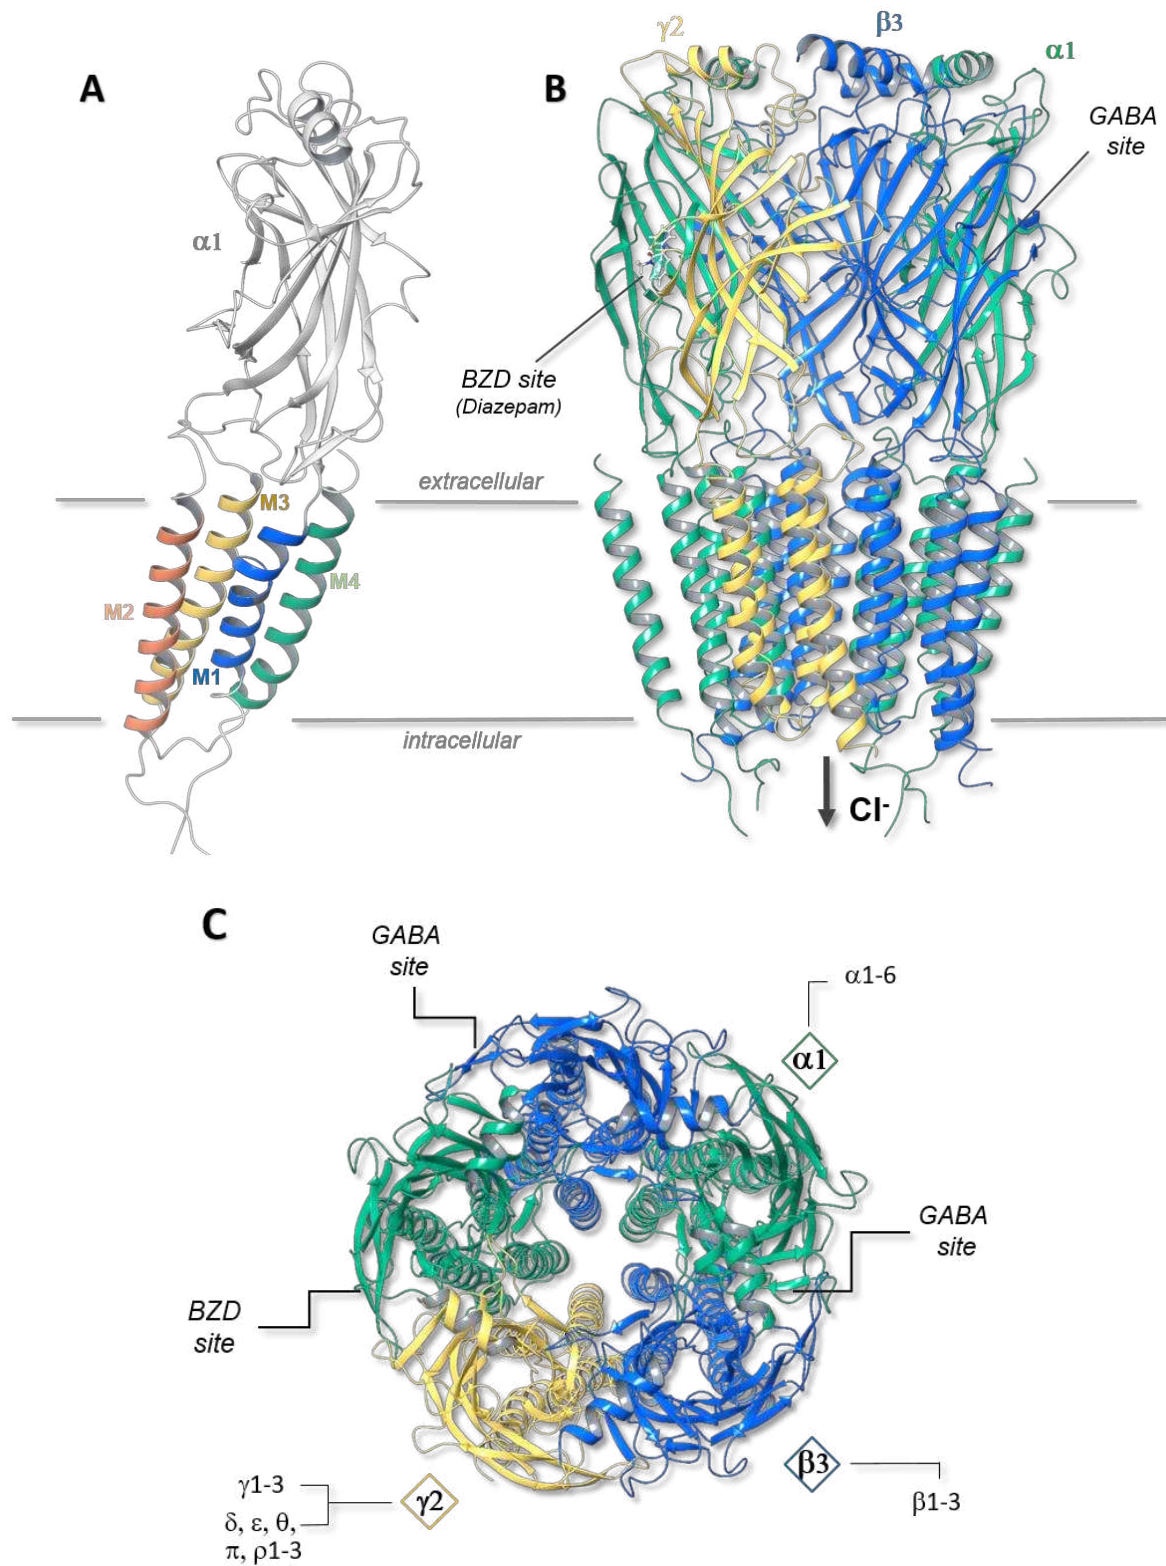 A
α1
M3
M4
M2
M1
B
γ2
β3
α1
GABA
site
BZD site
(Diazepam)
extracellular
intracellular
Cl-
C
GABA
site
α1-6
α1
GABA
site
BZD
site
γ1-3
δ, ε, θ,
π, ρ1-3
γ2
β3
β1-3